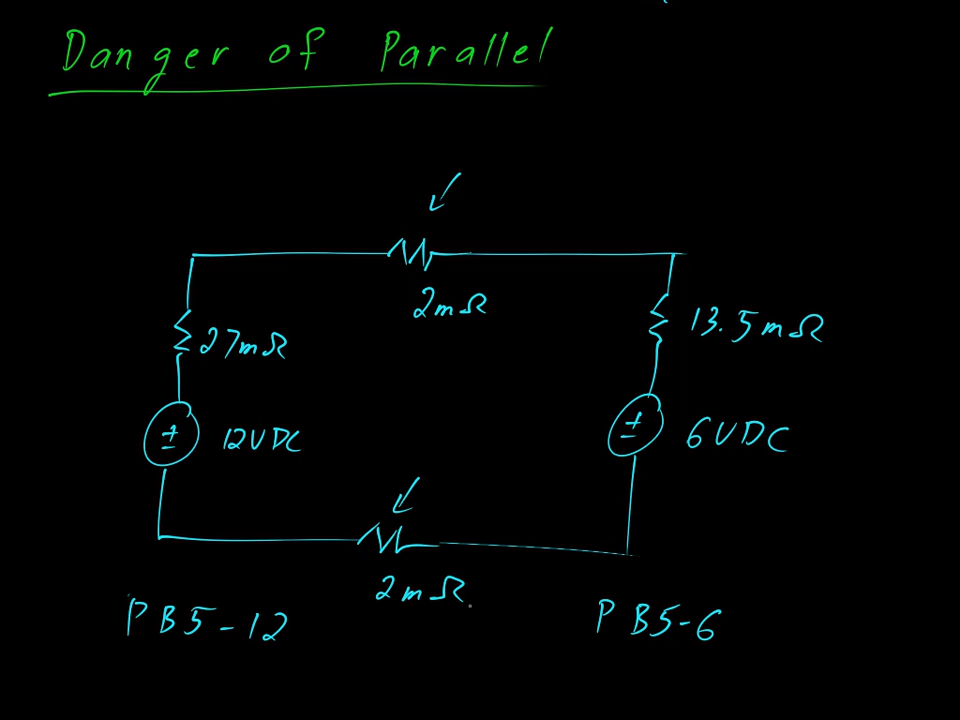 Danger of Parallel
2mΩ
27mΩ
13.5mΩ
± 12VDC
± 6VDC
2mΩ
PB5-12
PB5-6